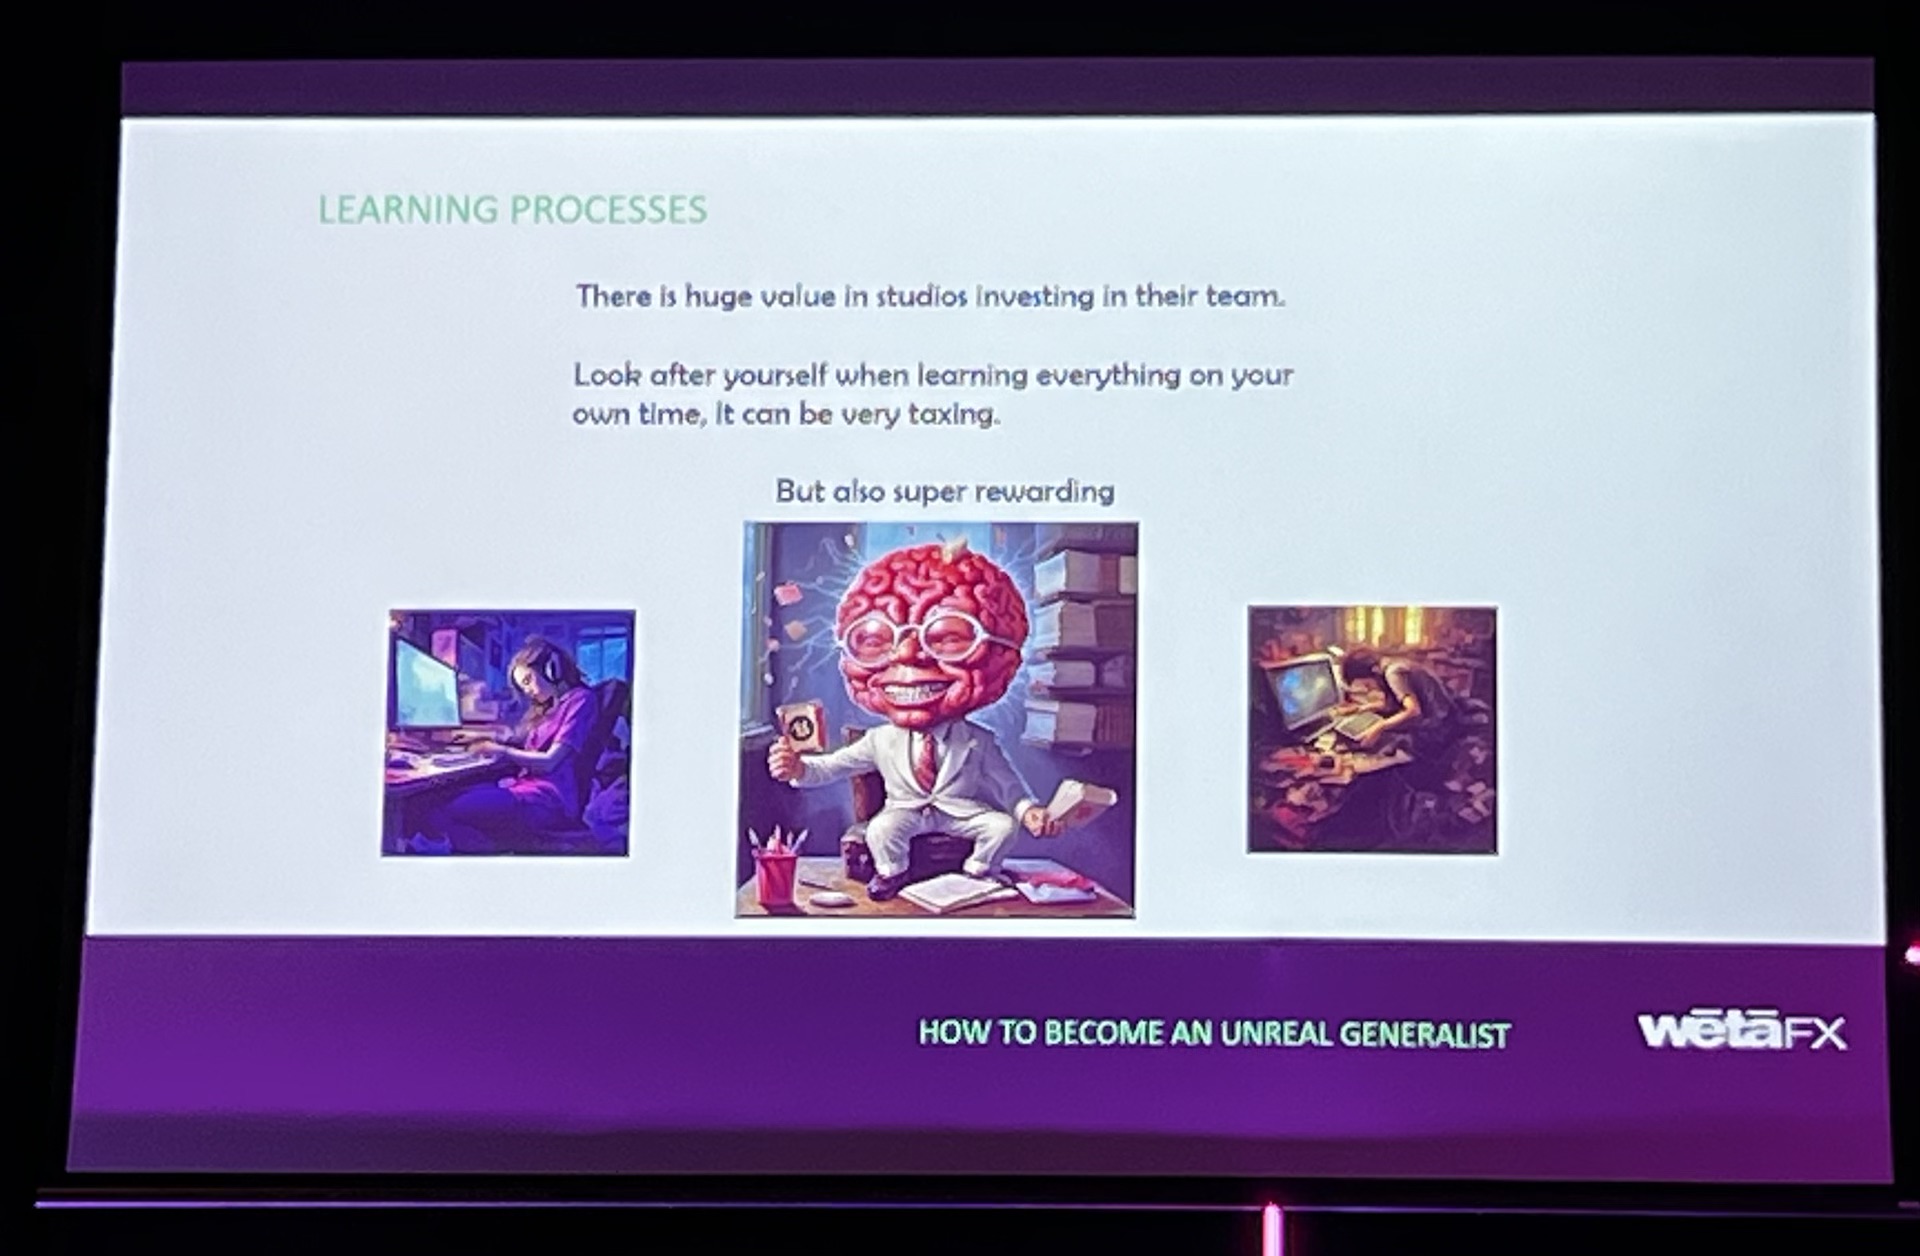 LEARNING PROCESSES
There is huge value in studios investing in their team.
Look after yourself when learning everything on your
own time, it can be very taxing.
But also super rewarding
HOW TO BECOME AN UNREAL GENERALIST
wētāFX